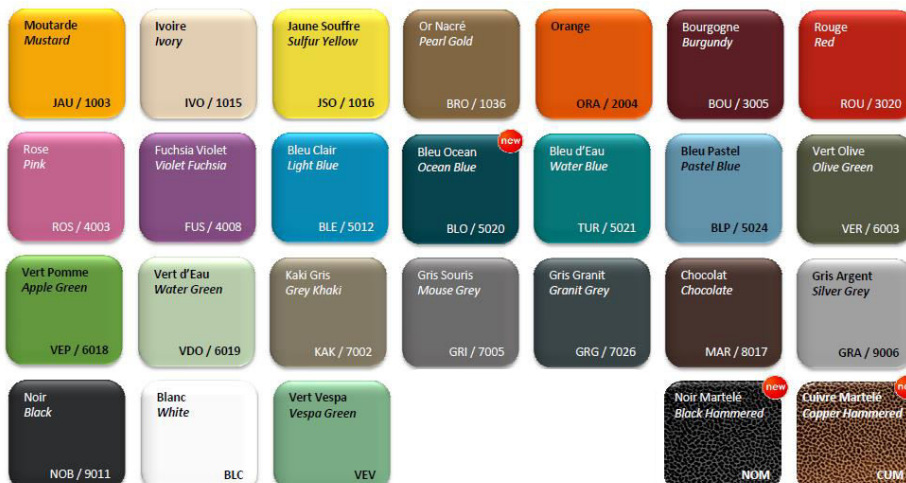 Moutarde
Mustard
JAU / 1003
Ivoire
Ivory
IVO / 1015
Jaune Souffre
Sulfur Yellow
JSO / 1016
Or Nacré
Pearl Gold
BRO / 1036
Orange
ORA / 2004
Bourgogne
Burgundy
BOU / 3005
Rouge
Red
ROU / 3020
Rose
Pink
ROS / 4003
Fuchsia Violet
Violet Fuchsia
FUS / 4008
Bleu Clair
Light Blue
BLE / 5012
new
Bleu Ocean
Ocean Blue
BLO / 5020
Bleu d'Eau
Water Blue
TUR / 5021
Bleu Pastel
Pastel Blue
BLP / 5024
Vert Olive
Olive Green
VER / 6003
Vert Pomme
Apple Green
VEP / 6018
Vert d'Eau
Water Green
VDO / 6019
Kaki Gris
Grey Khaki
KAK / 7002
Gris Souris
Mouse Grey
GRI / 7005
Gris Granit
Granit Grey
GRG / 7026
Chocolat
Chocolate
MAR / 8017
Gris Argent
Silver Grey
GRA / 9006
Noir
Black
NOB / 9011
Blanc
White
BLC
Vert Vespa
Vespa Green
VEV
new
Noir Martelé
Black Hammered
NOM
new
Cuivre Martelé
Copper Hammered
CUM